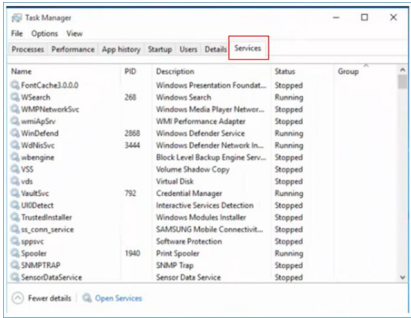 Task Manager
File Options View
Processes Performance App history Startup Users Details Services
Name PID Description Status Group
FontCache3.0.0.0 Windows Presentation Foundat... Stopped
WSearch 268 Windows Search Running
WMPNetworkSvc Windows Media Player Networ... Stopped
wmiApSrv WMI Performance Adapter Stopped
WinDefend 2868 Windows Defender Service Running
WdNisSvc 3444 Windows Defender Network In... Running
wbengine Block Level Backup Engine Serv... Stopped
VSS Volume Shadow Copy Stopped
vds Virtual Disk Stopped
VaultSvc 792 Credential Manager Running
UI0Detect Interactive Services Detection Stopped
TrustedInstaller Windows Modules Installer Stopped
ss_conn_service SAMSUNG Mobile Connectivit... Stopped
sppsvc Software Protection Stopped
Spooler 1940 Print Spooler Running
SNMPTRAP SNMP Trap Stopped
SensorDataService Sensor Data Service Stopped
Fewer details Open Services